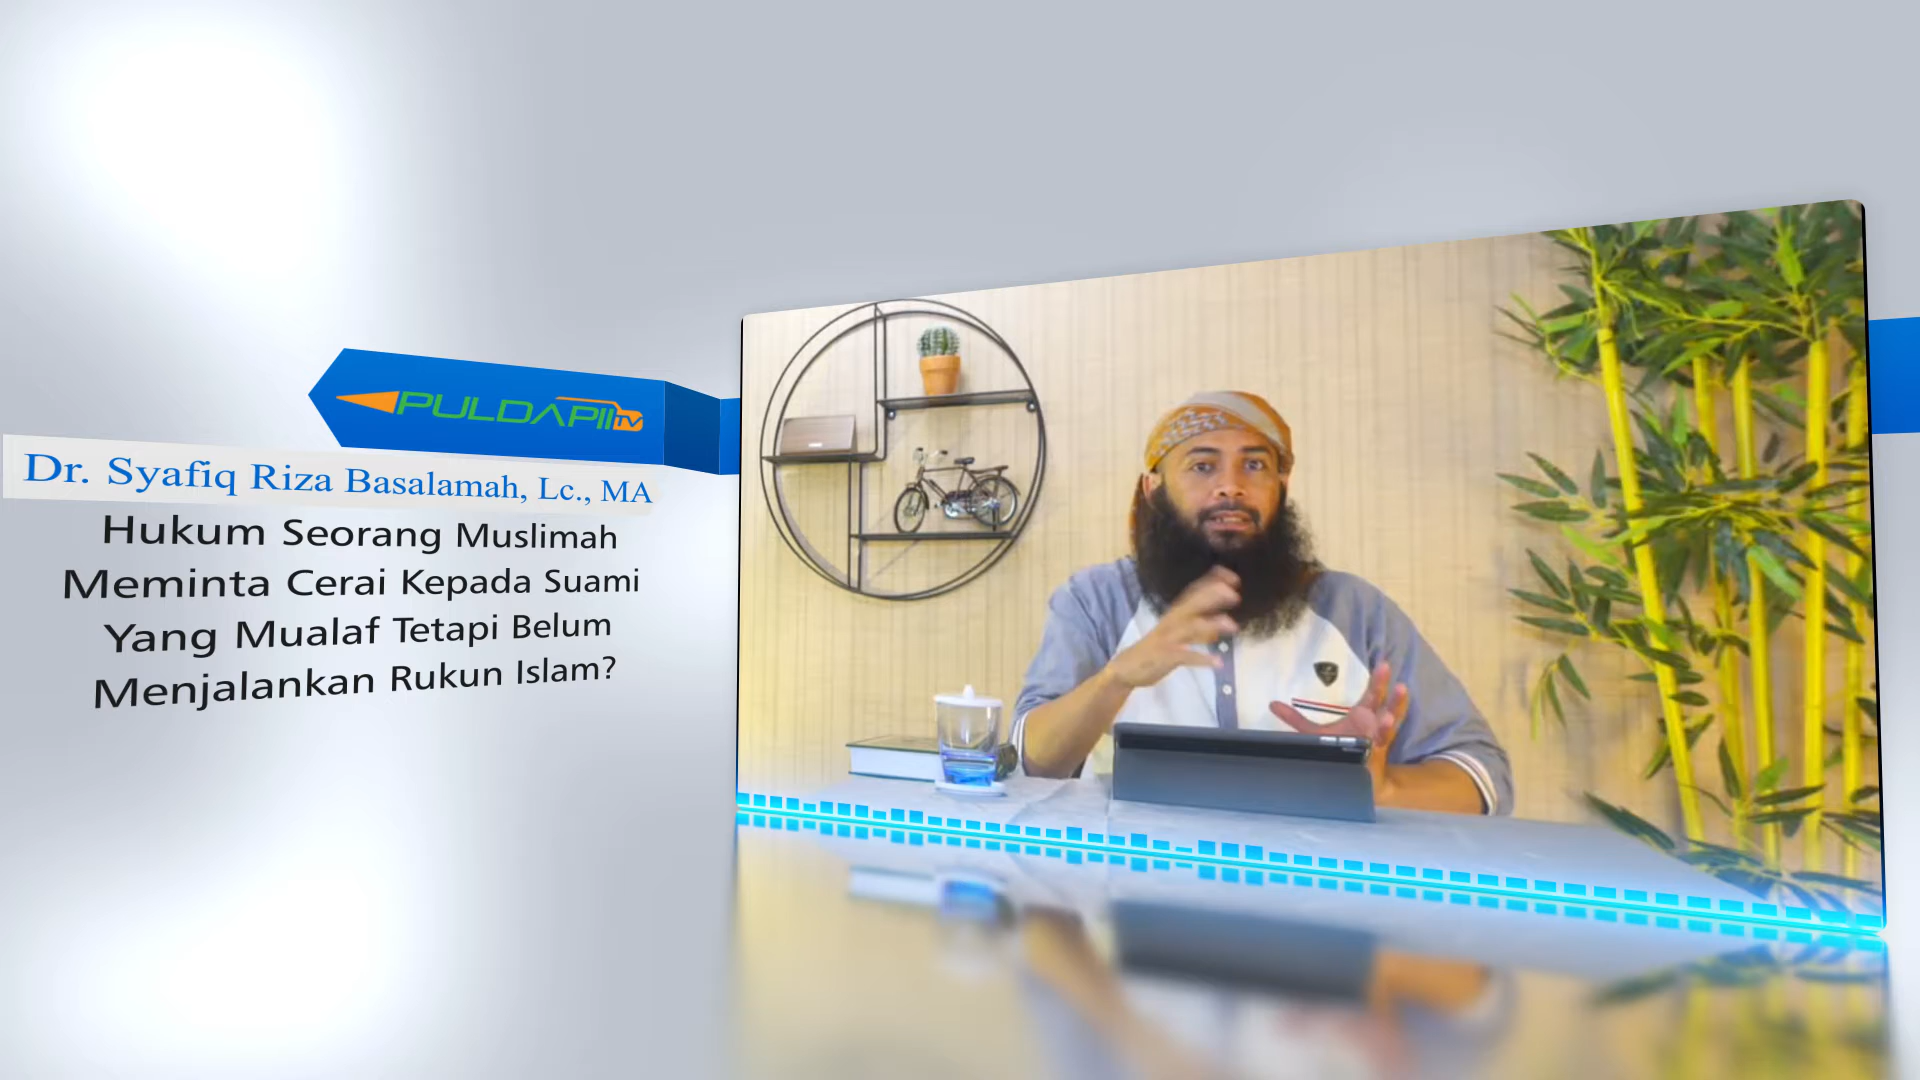 PULDAPII TV
Dr. Syafiq Riza Basalamah, Lc., MA
Hukum Seorang Muslimah
Meminta Cerai Kepada Suami
Yang Mualaf Tetapi Belum
Menjalankan Rukun Islam?